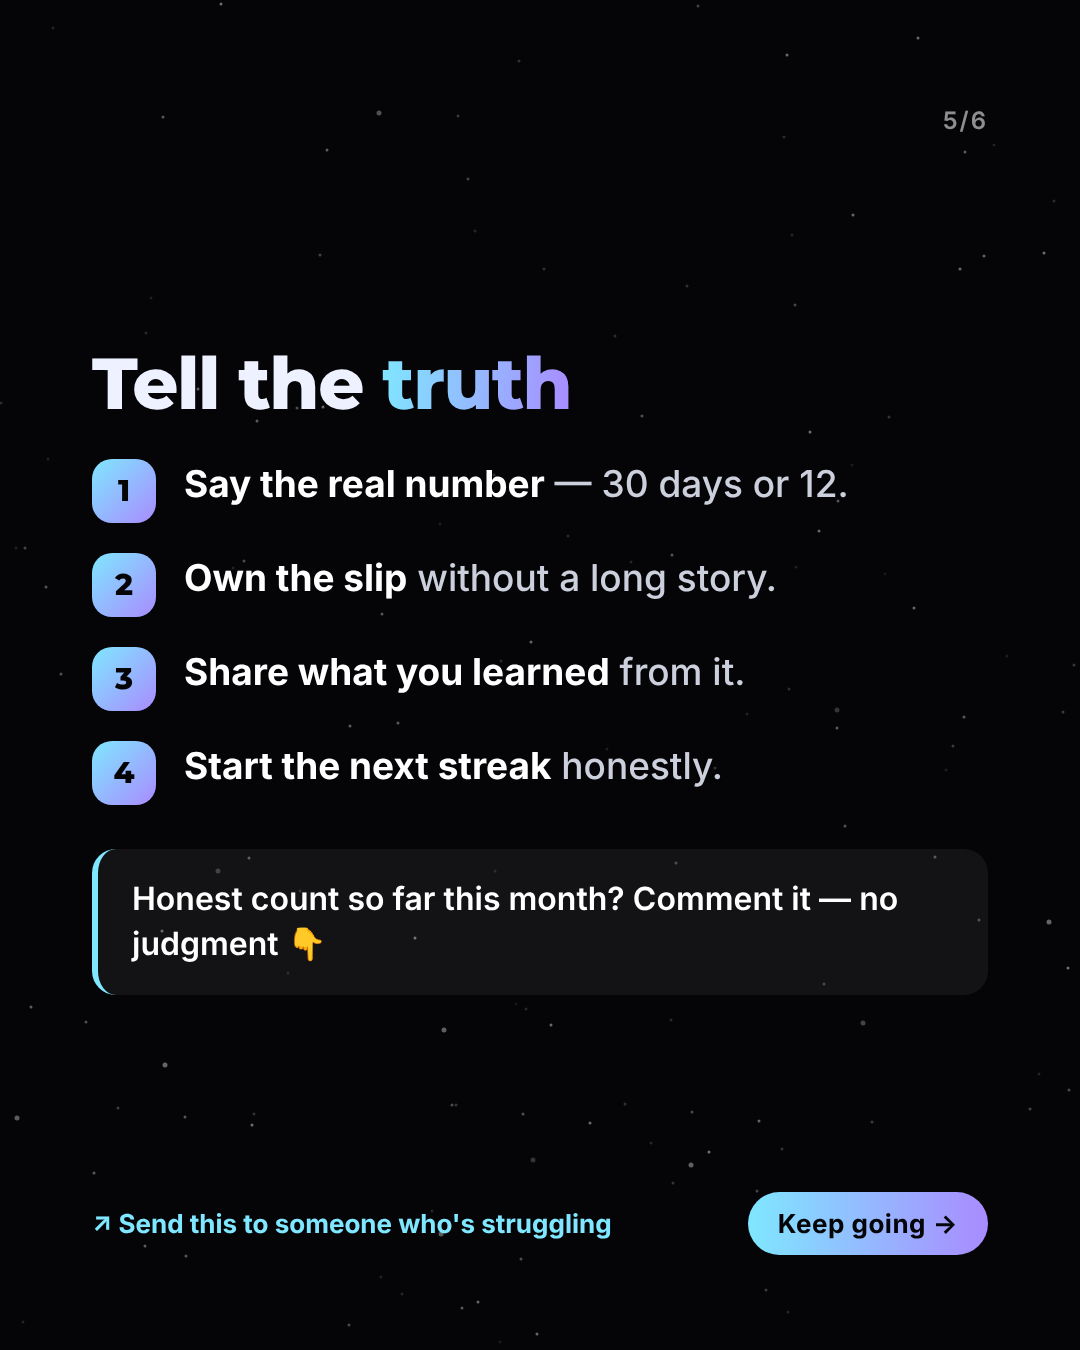 5/6
Tell the truth
1 Say the real number — 30 days or 12.
2 Own the slip without a long story.
3 Share what you learned from it.
4 Start the next streak honestly.
Honest count so far this month? Comment it — no
judgment 👇
↗ Send this to someone who's struggling
Keep going →